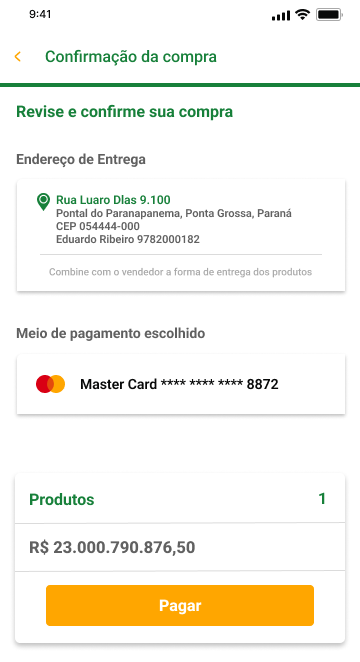 9:41
Confirmação da compra
Revise e confirme sua compra
Endereço de Entrega
Rua Luaro Dlas 9.100
Pontal do Paranapanema, Ponta Grossa, Paraná
CEP 054444-000
Eduardo Ribeiro 9782000182
Combine com o vendedor a forma de entrega dos produtos
Meio de pagamento escolhido
Master Card **** **** **** 8872
Produtos 1
R$ 23.000.790.876,50
Pagar